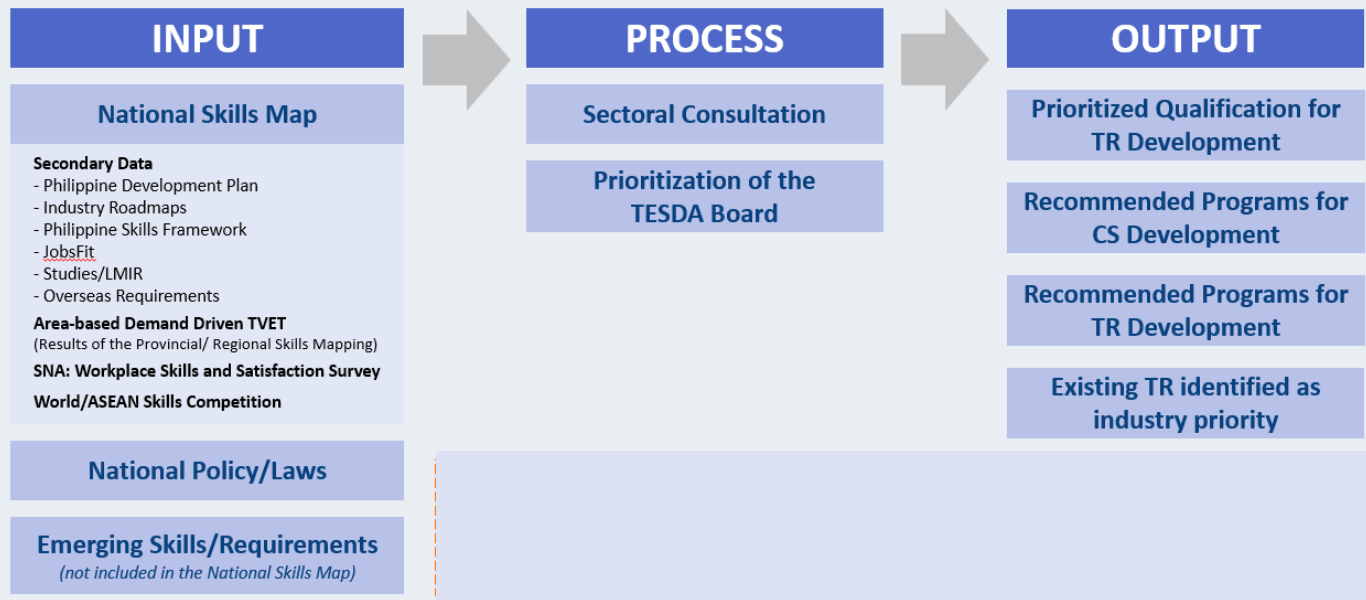 INPUT
National Skills Map
Secondary Data
- Philippine Development Plan
- Industry Roadmaps
- Philippine Skills Framework
- JobsFit
- Studies/LMIR
- Overseas Requirements
Area-based Demand Driven TVET
(Results of the Provincial/ Regional Skills Mapping)
SNA: Workplace Skills and Satisfaction Survey
World/ASEAN Skills Competition
National Policy/Laws
Emerging Skills/Requirements
(not included in the National Skills Map)
PROCESS
Sectoral Consultation
Prioritization of the
TESDA Board
OUTPUT
Prioritized Qualification for
TR Development
Recommended Programs for
CS Development
Recommended Programs for
TR Development
Existing TR identified as
industry priority